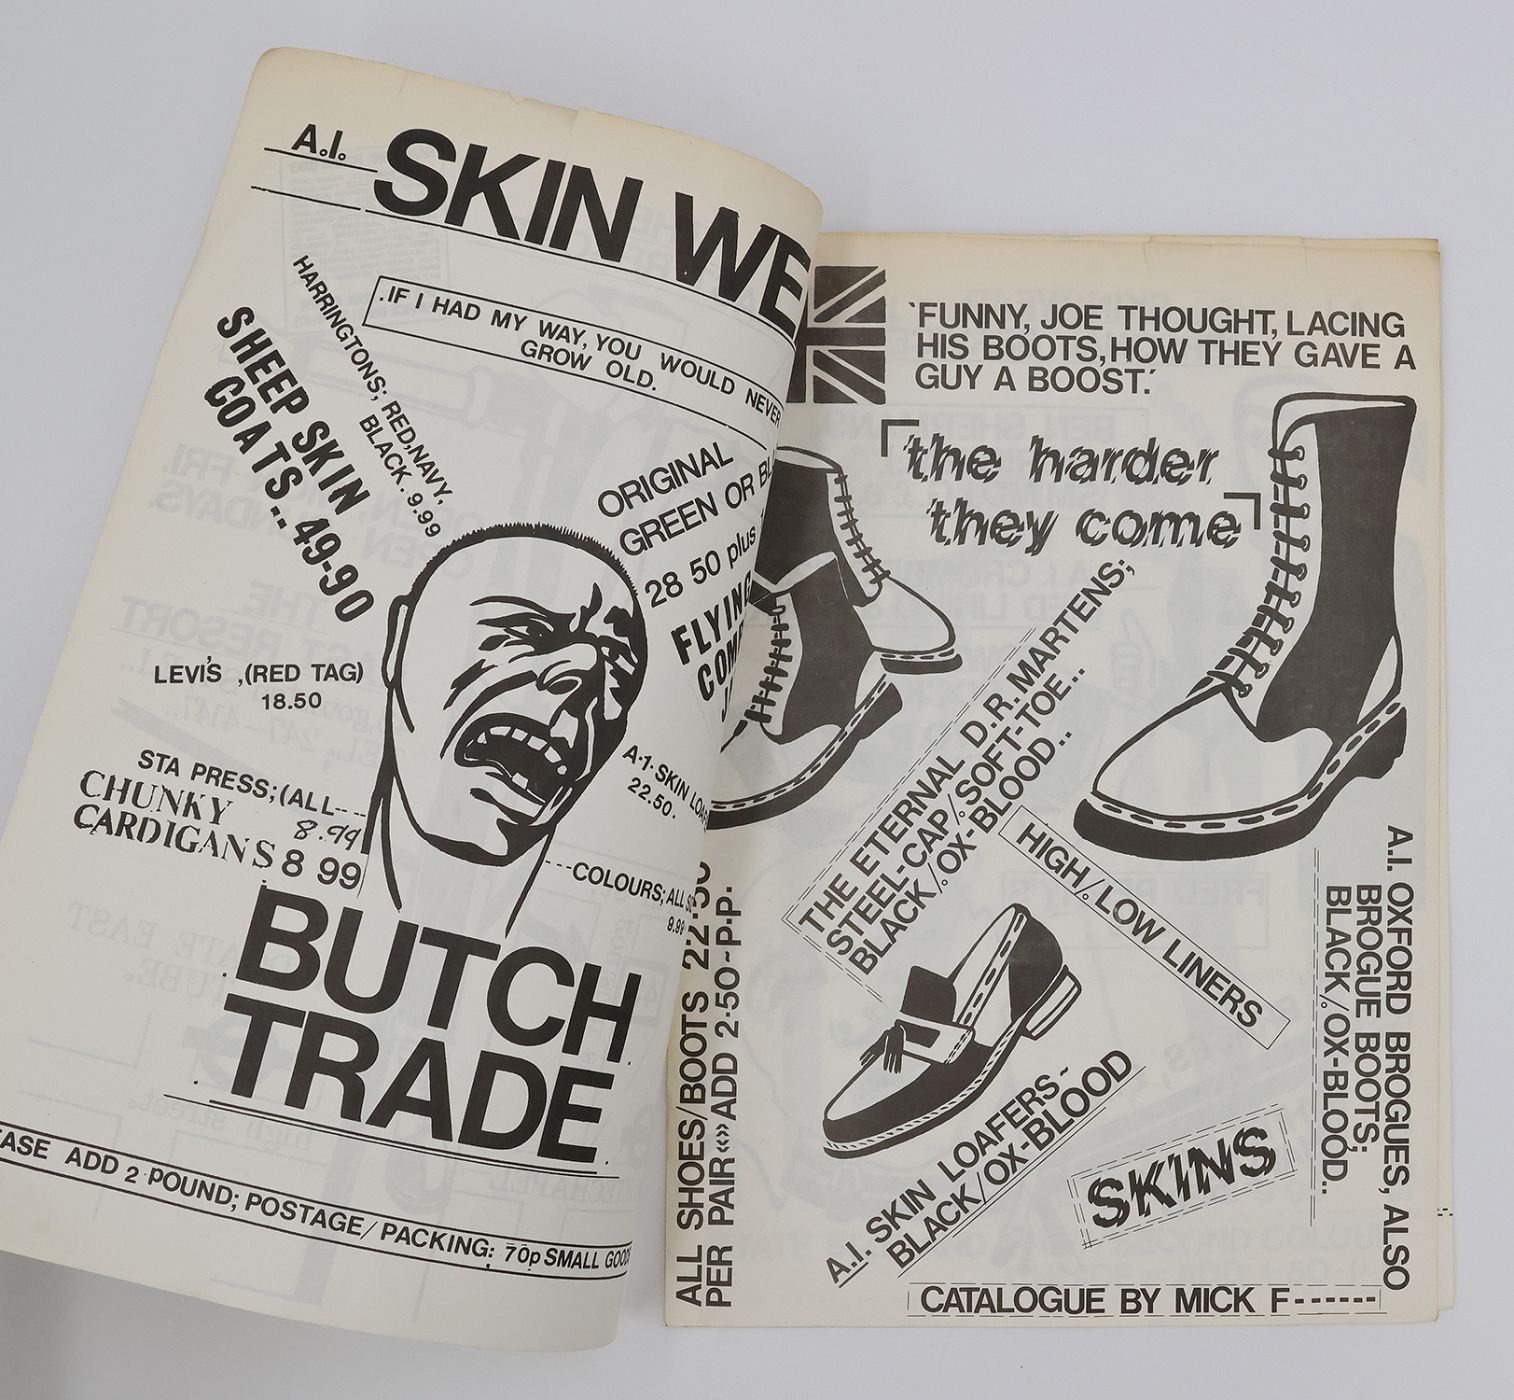 A.I. SKIN WE
HARRINGTONS; RED,NAVY,
BLACK. 9.99
.IF I HAD MY WAY, YOU WOULD NEVER
GROW OLD.
SHEEP SKIN
COATS.. 49-90
ORIGINAL
GREEN OR BL
28 50 plus
FLYING
LEVI'S ,(RED TAG)
18.50
STA PRESS;(ALL---
8.99
CHUNKY
CARDIGANS 8 99
A·1·SKIN LOAF
22.50.
---COLOURS; ALL S
9.99
BUTCH
TRADE
EASE ADD 2 POUND; POSTAGE/PACKING; 70p SMALL GOODS
'FUNNY, JOE THOUGHT, LACING
HIS BOOTS,HOW THEY GAVE A
GUY A BOOST.'
the harder
they come
THE ETERNAL D.R. MARTENS;
STEEL-CAP/SOFT-TOE..
BLACK/.OX-BLOOD..
HIGH/. LOW LINERS
A.I. OXFORD BROGUES, ALSO
BROGUE BOOTS;
BLACK/.OX-BLOOD..
ALL SHOES/BOOTS 22.50
PER PAIR«»ADD 2·50~P.P.
A.I. SKIN LOAFERS~
BLACK/OX-BLOOD
SKINS
CATALOGUE BY MICK F------